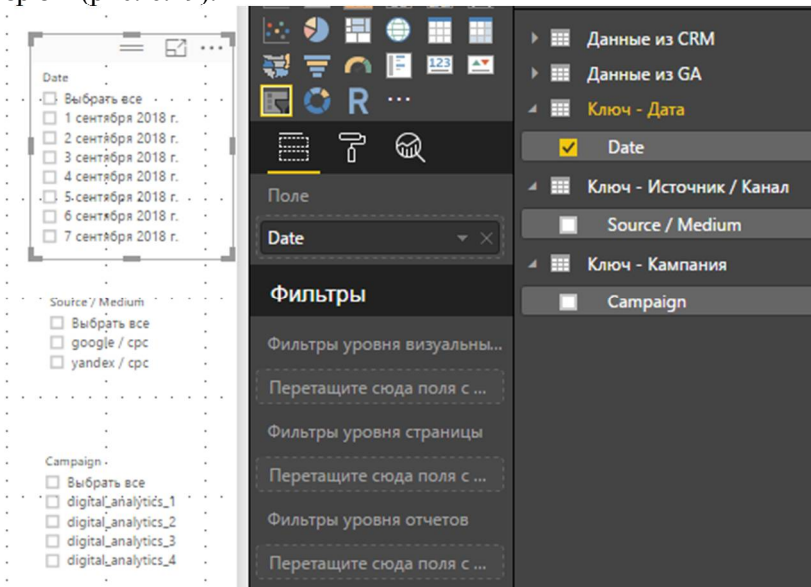 Date
Выбрать все
1 сентября 2018 г.
2 сентября 2018 г.
3 сентября 2018 г.
4 сентября 2018 г.
5 сентября 2018 г.
6 сентября 2018 г.
7 сентября 2018 г.
Source / Medium
Выбрать все
google / cpc
yandex / cpc
Campaign
Выбрать все
digital_analytics_1
digital_analytics_2
digital_analytics_3
digital_analytics_4
123
R
Поле
Date
Фильтры
Фильтры уровня визуальны...
Перетащите сюда поля с ...
Фильтры уровня страницы
Перетащите сюда поля с ...
Фильтры уровня отчетов
Перетащите сюда поля с ...
Данные из CRM
Данные из GA
Ключ - Дата
Date
Ключ - Источник / Канал
Source / Medium
Ключ - Кампания
Campaign